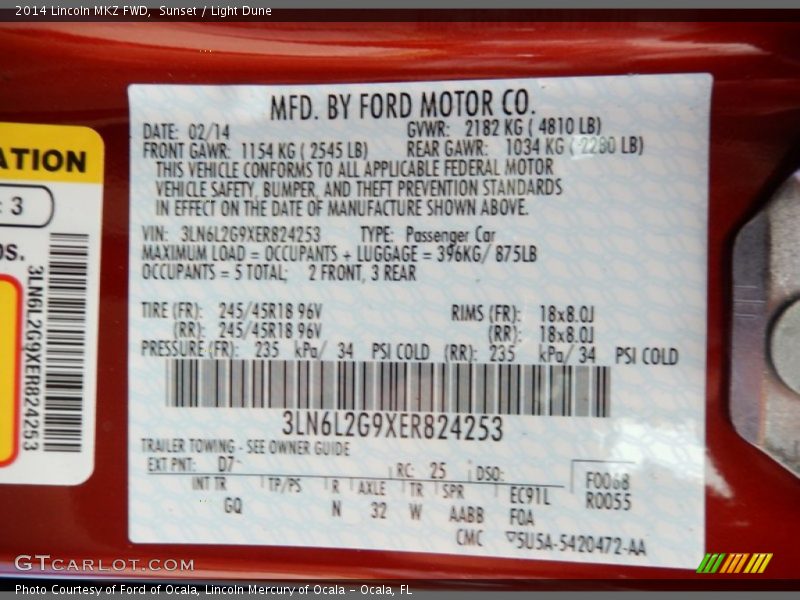 2014 Lincoln MKZ FWD,  Sunset / Light Dune
ATION
: 3
OS.
3LN6L2G9XER824253
MFD. BY FORD MOTOR CO.
DATE: 02/14 GVWR: 2182 KG ( 4810 LB)
FRONT GAWR: 1154 KG ( 2545 LB) REAR GAWR: 1034 KG ( 2280 LB)
THIS VEHICLE CONFORMS TO ALL APPLICABLE FEDERAL MOTOR
VEHICLE SAFETY, BUMPER, AND THEFT PREVENTION STANDARDS
IN EFFECT ON THE DATE OF MANUFACTURE SHOWN ABOVE.
VIN: 3LN6L2G9XER824253 TYPE: Passenger Car
MAXIMUM LOAD = OCCUPANTS + LUGGAGE = 396KG/ 875LB
OCCUPANTS = 5 TOTAL; 2 FRONT, 3 REAR
TIRE (FR): 245/45R18 96V RIMS (FR): 18x8.0J
(RR): 245/45R18 96V (RR): 18x8.0J
PRESSURE (FR): 235 kPa/ 34 PSI COLD (RR): 235 kPa/ 34 PSI COLD
3LN6L2G9XER824253
TRAILER TOWING - SEE OWNER GUIDE
EXT PNT: D7 RC: 25 DSO: F0068
INT TR TP/PS R AXLE TR SPR EC91L R0055
GQ N 32 W AABB F0A
CMC 5U5A-5420472-AA
GTCARLOT.COM
Photo Courtesy of Ford of Ocala, Lincoln Mercury of Ocala – Ocala, FL